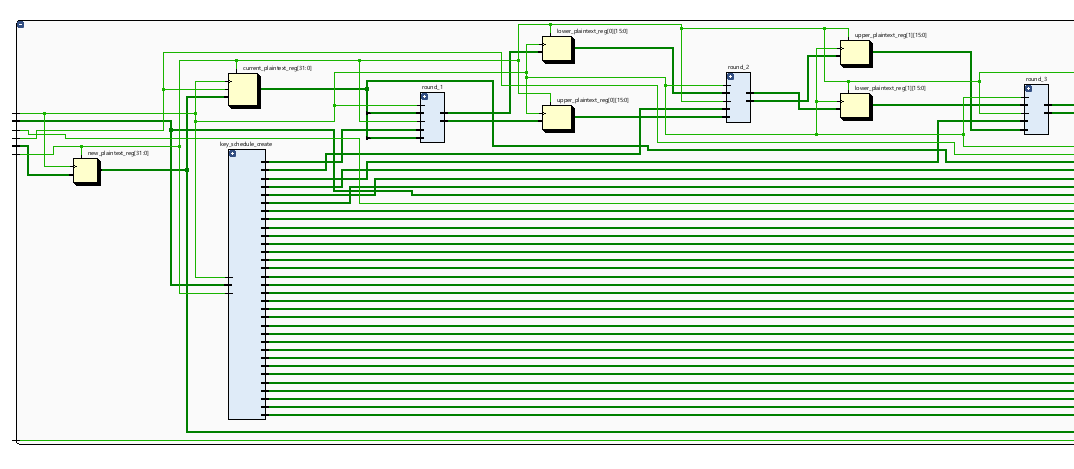 lower_plaintext_reg[0][15:0]
upper_plaintext_reg[1][15:0]
current_plaintext_reg[31:0]
round_2
round_3
round_1
lower_plaintext_reg[1][15:0]
upper_plaintext_reg[0][15:0]
key_schedule_create
new_plaintext_reg[31:0]